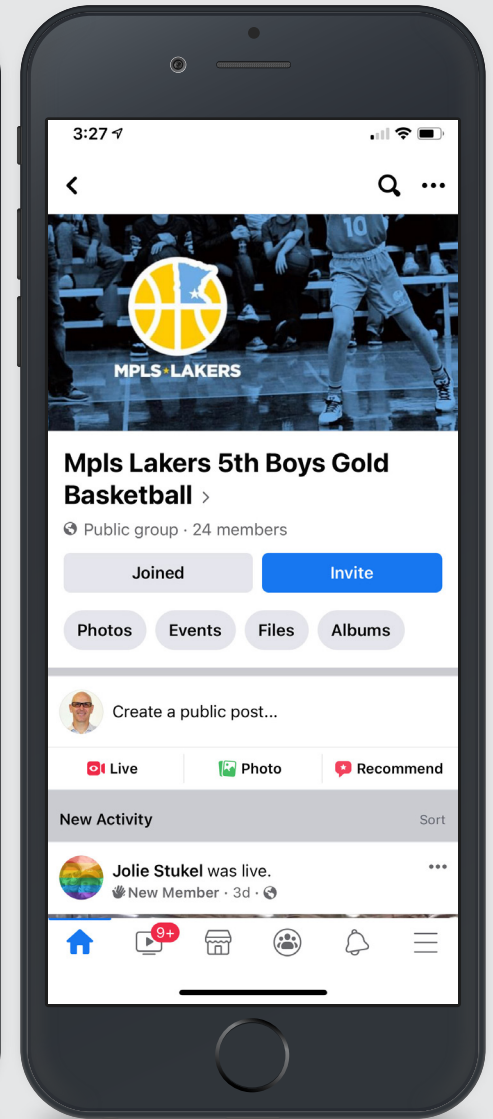 3:27
10
MPLS★LAKERS
Mpls Lakers 5th Boys Gold
Basketball >
Public group · 24 members
Joined
Invite
Photos
Events
Files
Albums
Create a public post...
Live
Photo
Recommend
New Activity
Sort
Jolie Stukel was live.
New Member · 3d ·
9+